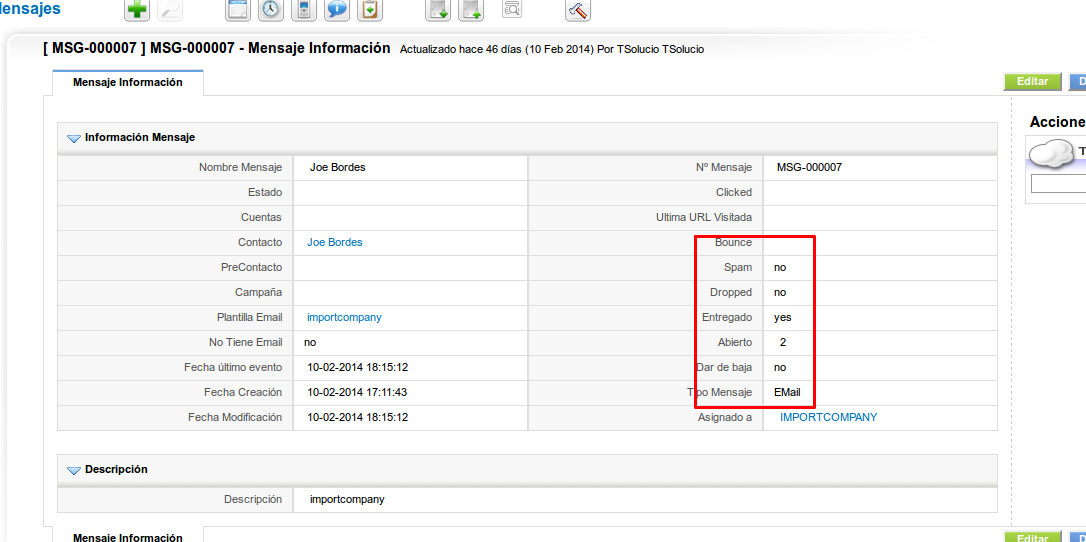 ensajes
[ MSG-000007 ] MSG-000007 - Mensaje Información Actualizado hace 46 días (10 Feb 2014) Por TSolucio TSolucio
Mensaje Información Editar D
Accione
Información Mensaje
T
Nombre Mensaje Joe Bordes Nº Mensaje MSG-000007
Estado Clicked
Cuentas Ultima URL Visitada
Contacto Joe Bordes Bounce
PreContacto Spam no
Campaña Dropped no
Plantilla Email importcompany Entregado yes
No Tiene Email no Abierto 2
Fecha último evento 10-02-2014 18:15:12 Dar de baja no
Fecha Creación 10-02-2014 17:11:43 Tipo Mensaje EMail
Fecha Modificación 10-02-2014 18:15:12 Asignado a IMPORTCOMPANY
Descripción
Descripción importcompany
Mensaje Información Editar D